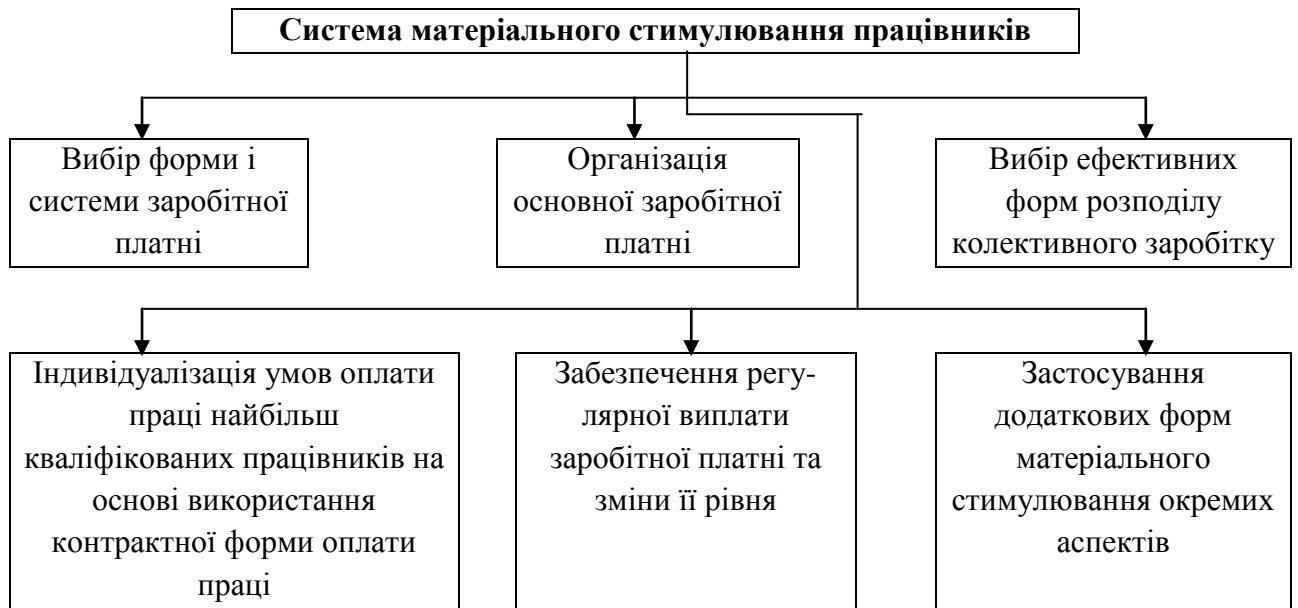 Система матеріального стимулювання працівників
Вибір форми і
системи заробітної
платні
Організація
основної заробітної
платні
Вибір ефективних
форм розподілу
колективного заробітку
Індивідуалізація умов оплати
праці найбільш
кваліфікованих працівників на
основі використання
контрактної форми оплати
праці
Забезпечення регу-
лярної виплати
заробітної платні та
зміни її рівня
Застосування
додаткових форм
матеріального
стимулювання окремих
аспектів